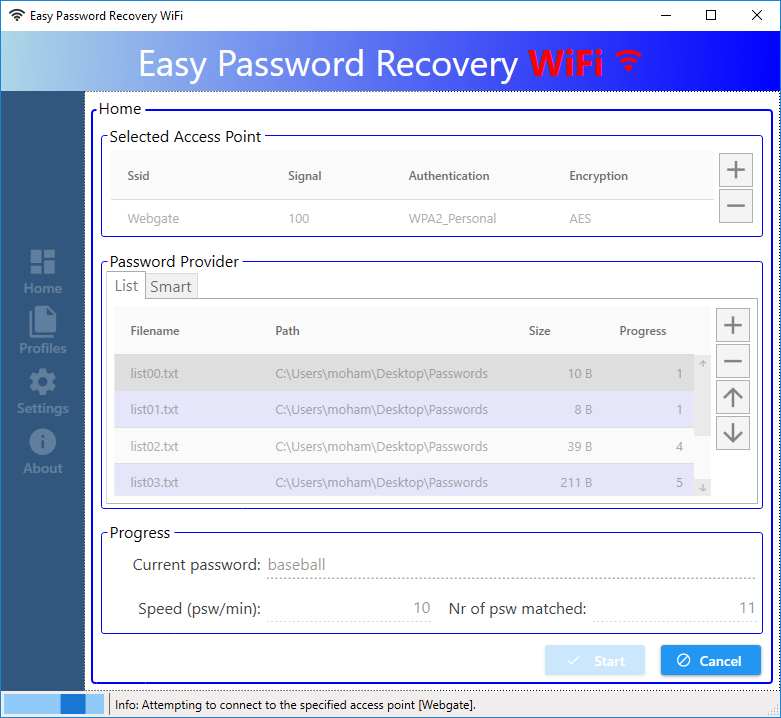 Easy Password Recovery WiFi
Easy Password Recovery WiFi
Home
Selected Access Point
Ssid Signal Authentication Encryption
Webgate 100 WPA2_Personal AES
Password Provider
List Smart
Filename Path Size Progress
list00.txt C:\Users\moham\Desktop\Passwords 10 B 1
list01.txt C:\Users\moham\Desktop\Passwords 8 B 1
list02.txt C:\Users\moham\Desktop\Passwords 39 B 4
list03.txt C:\Users\moham\Desktop\Passwords 211 B 5
Home
Profiles
Settings
About
Progress
Current password: baseball
Speed (psw/min): 10 Nr of psw matched: 11
Start Cancel
Info: Attempting to connect to the specified access point [Webgate].